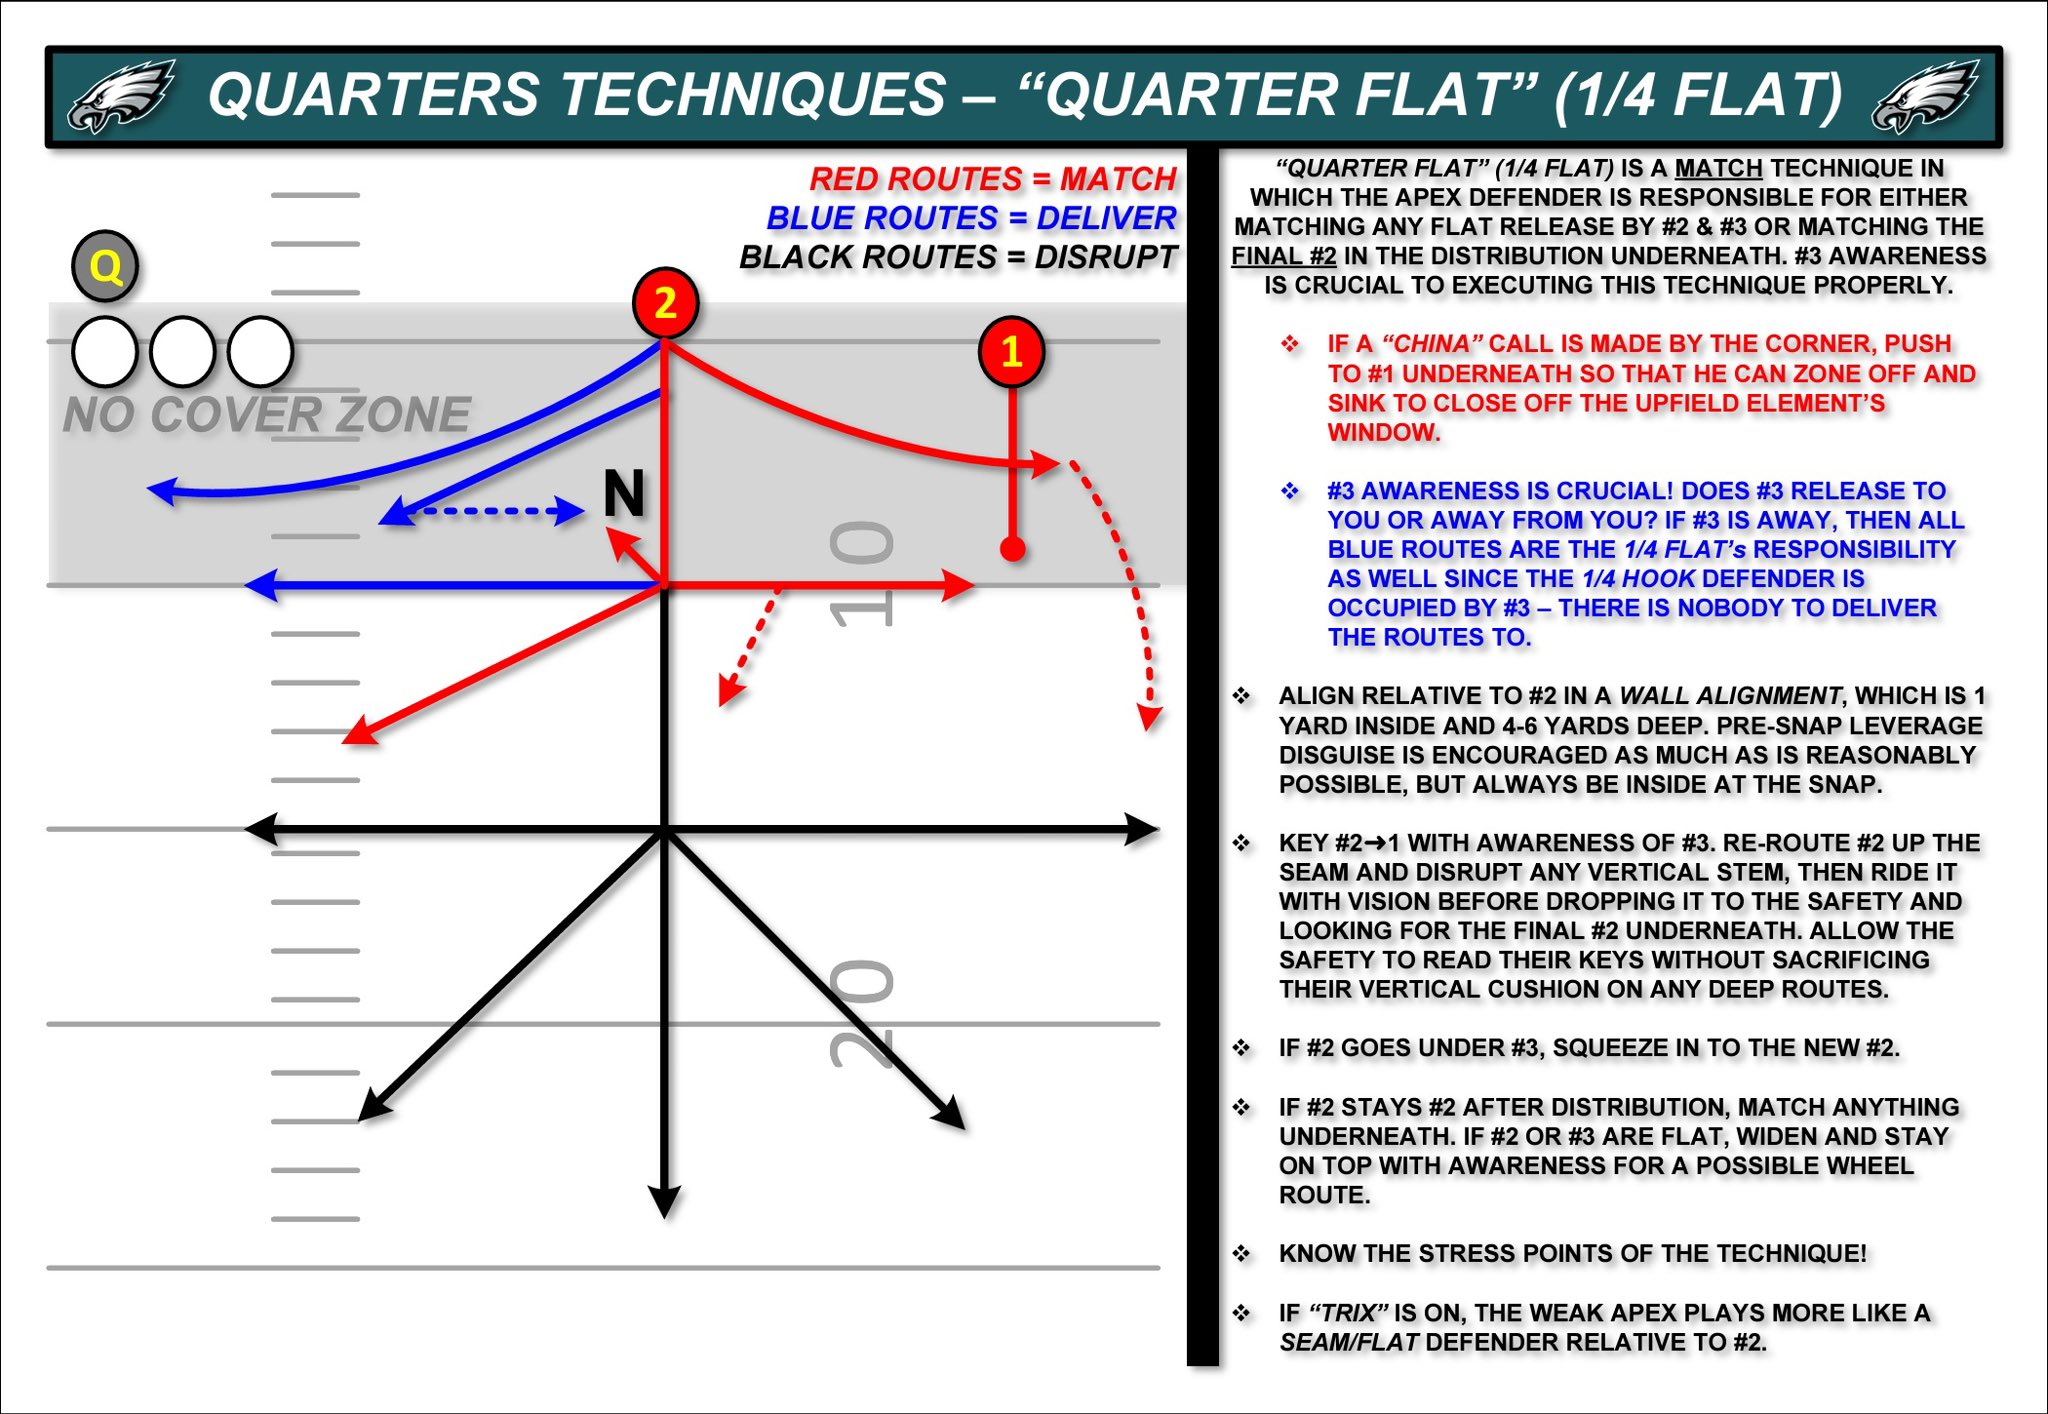 QUARTERS TECHNIQUES – “QUARTER FLAT” (1/4 FLAT)
RED ROUTES = MATCH
BLUE ROUTES = DELIVER
BLACK ROUTES = DISRUPT
Q
2
1
NO COVER ZONE
N
10
20
“QUARTER FLAT” (1/4 FLAT) IS A MATCH TECHNIQUE IN
WHICH THE APEX DEFENDER IS RESPONSIBLE FOR EITHER
MATCHING ANY FLAT RELEASE BY #2 & #3 OR MATCHING THE
FINAL #2 IN THE DISTRIBUTION UNDERNEATH. #3 AWARENESS
IS CRUCIAL TO EXECUTING THIS TECHNIQUE PROPERLY.
❖ IF A “CHINA” CALL IS MADE BY THE CORNER, PUSH
TO #1 UNDERNEATH SO THAT HE CAN ZONE OFF AND
SINK TO CLOSE OFF THE UPFIELD ELEMENT’S
WINDOW.
❖ #3 AWARENESS IS CRUCIAL! DOES #3 RELEASE TO
YOU OR AWAY FROM YOU? IF #3 IS AWAY, THEN ALL
BLUE ROUTES ARE THE 1/4 FLAT’s RESPONSIBILITY
AS WELL SINCE THE 1/4 HOOK DEFENDER IS
OCCUPIED BY #3 – THERE IS NOBODY TO DELIVER
THE ROUTES TO.
❖ ALIGN RELATIVE TO #2 IN A WALL ALIGNMENT, WHICH IS 1
YARD INSIDE AND 4-6 YARDS DEEP. PRE-SNAP LEVERAGE
DISGUISE IS ENCOURAGED AS MUCH AS IS REASONABLY
POSSIBLE, BUT ALWAYS BE INSIDE AT THE SNAP.
❖ KEY #2➔1 WITH AWARENESS OF #3. RE-ROUTE #2 UP THE
SEAM AND DISRUPT ANY VERTICAL STEM, THEN RIDE IT
WITH VISION BEFORE DROPPING IT TO THE SAFETY AND
LOOKING FOR THE FINAL #2 UNDERNEATH. ALLOW THE
SAFETY TO READ THEIR KEYS WITHOUT SACRIFICING
THEIR VERTICAL CUSHION ON ANY DEEP ROUTES.
❖ IF #2 GOES UNDER #3, SQUEEZE IN TO THE NEW #2.
❖ IF #2 STAYS #2 AFTER DISTRIBUTION, MATCH ANYTHING
UNDERNEATH. IF #2 OR #3 ARE FLAT, WIDEN AND STAY
ON TOP WITH AWARENESS FOR A POSSIBLE WHEEL
ROUTE.
❖ KNOW THE STRESS POINTS OF THE TECHNIQUE!
❖ IF “TRIX” IS ON, THE WEAK APEX PLAYS MORE LIKE A
SEAM/FLAT DEFENDER RELATIVE TO #2.